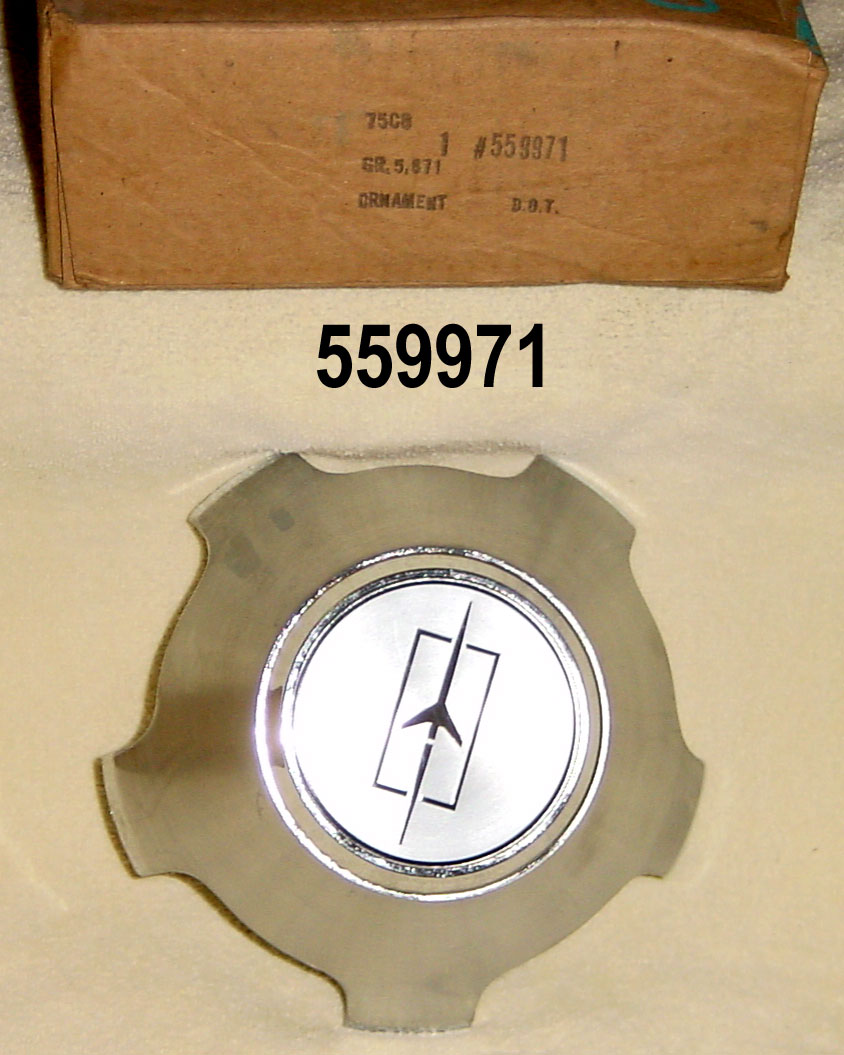 75C8
1 #559971
GR. 5.871
ORNAMENT D.O.T.
559971